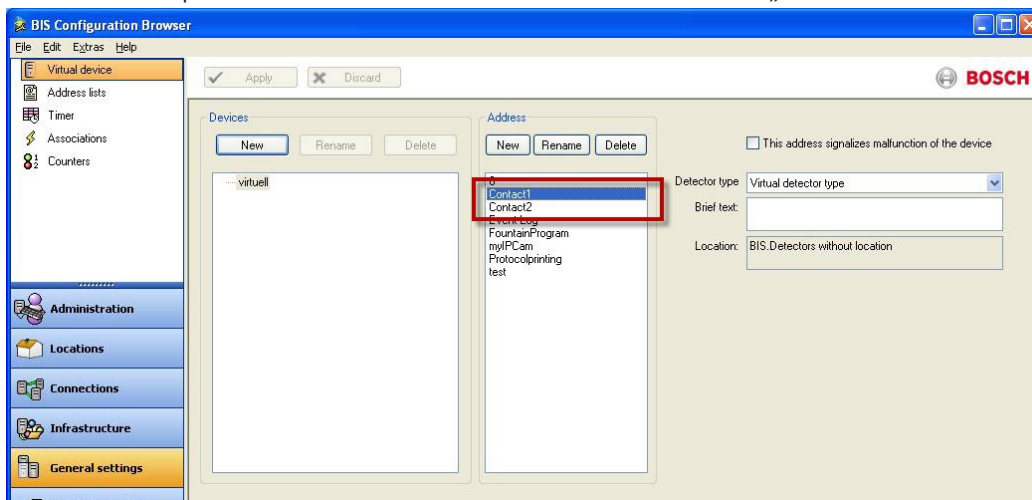 BIS Configuration Browser
File Edit Extras Help
Virtual device
Address lists
Timer
Associations
Counters
Administration
Locations
Connections
Infrastructure
General settings
Apply Discard
BOSCH
Devices
New Rename Delete
virtuell
Address
New Rename Delete
0
Contact1
Contact2
Event Log
FountainProgram
myIPCam
Protocolprinting
test
This address signalizes malfunction of the device
Detector type Virtual detector type
Brief text:
Location: BIS.Detectors without location